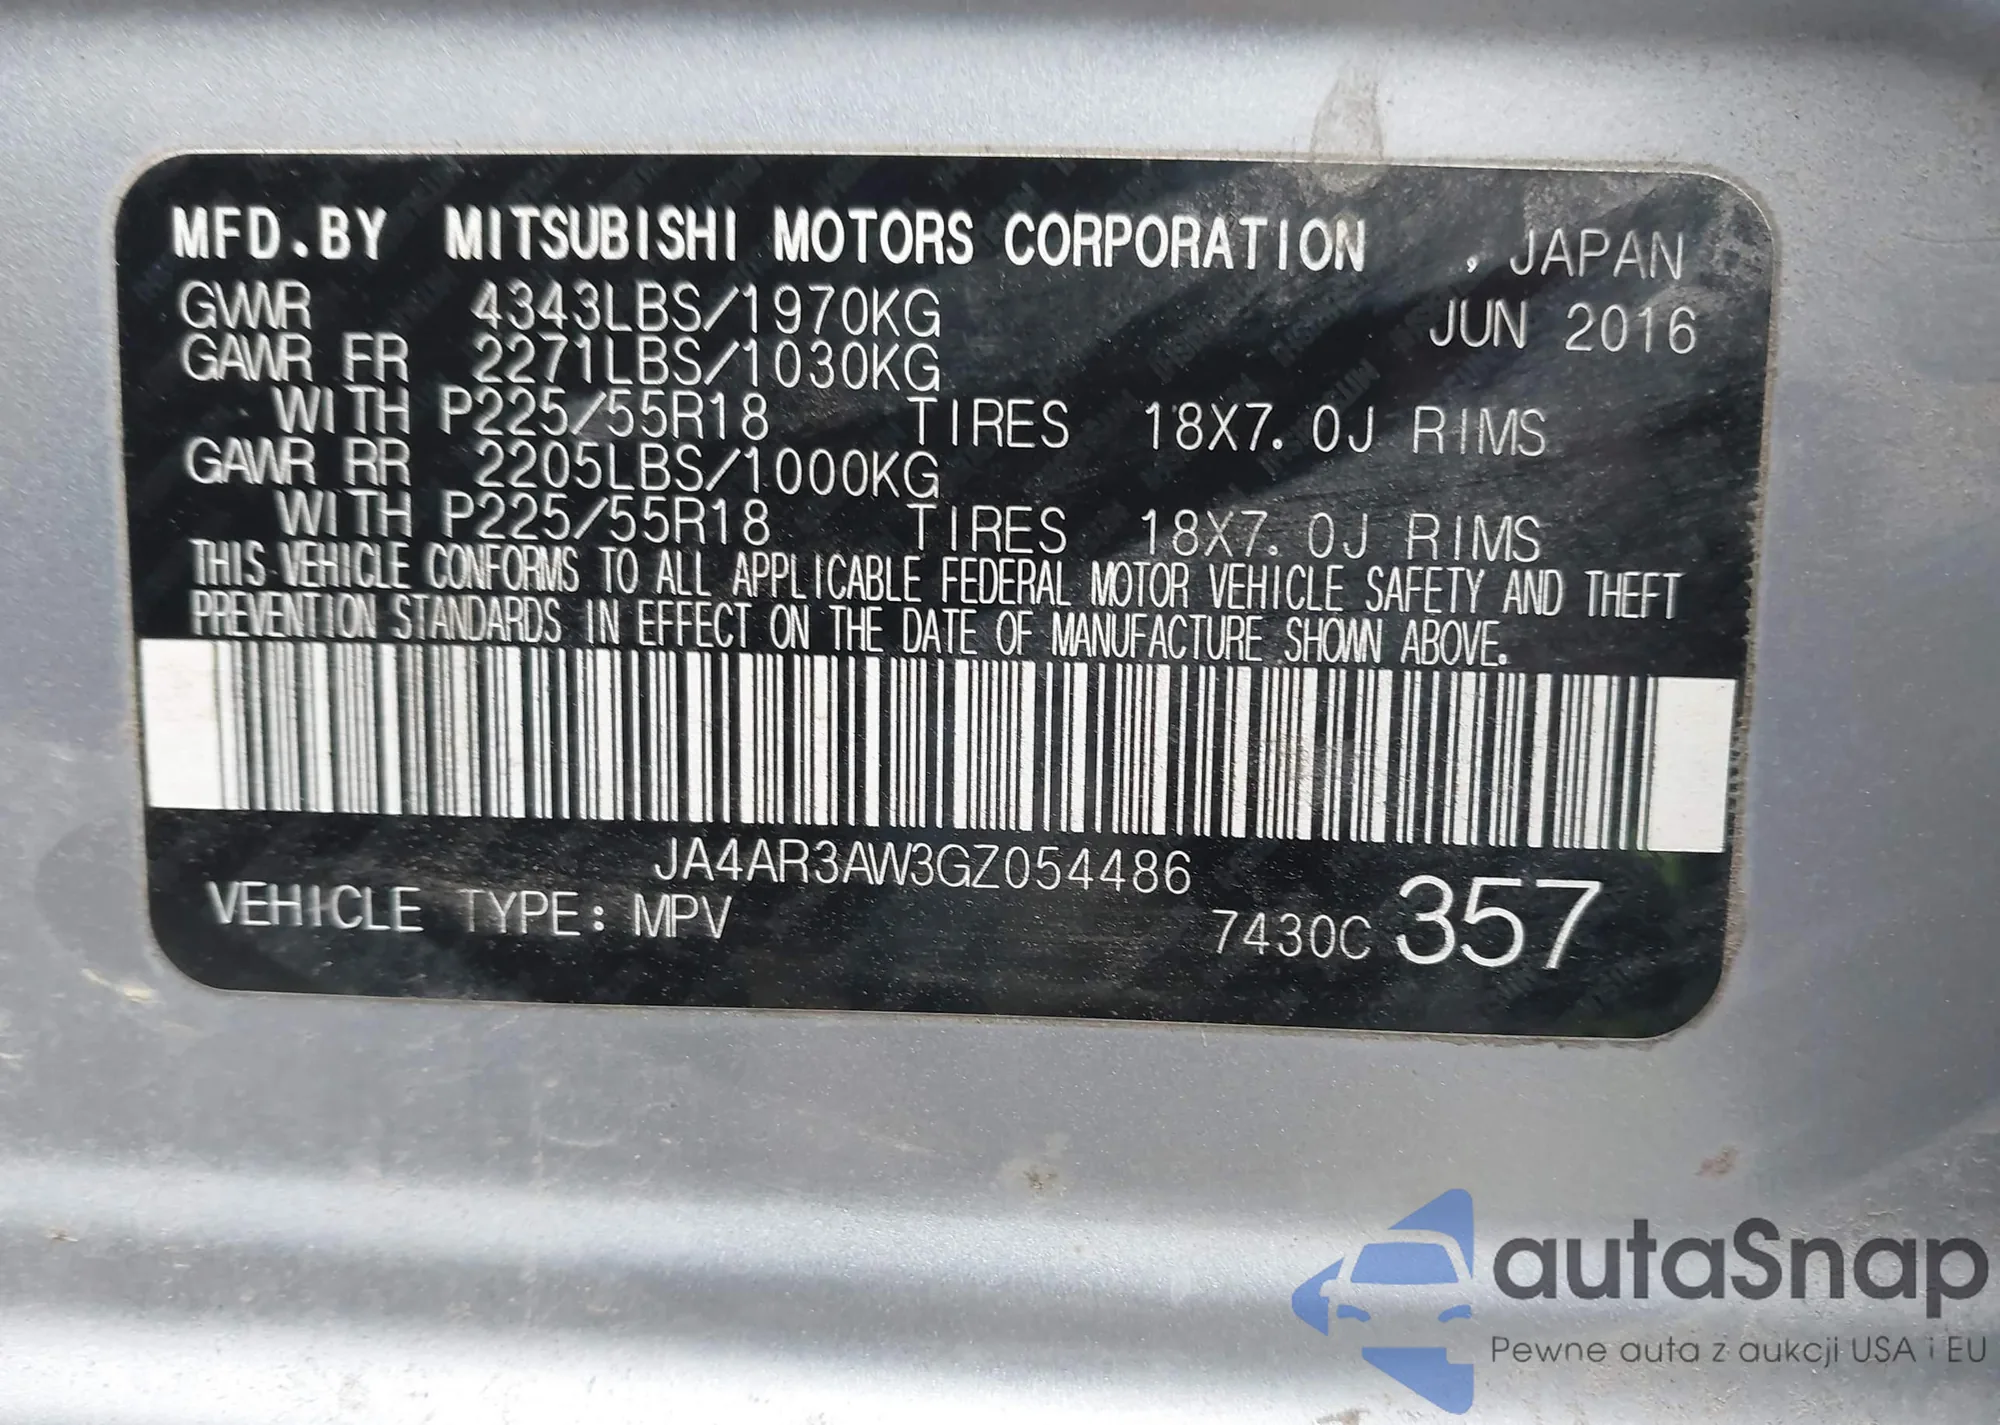 MFD.BY MITSUBISHI MOTORS CORPORATION , JAPAN
GVWR 4343LBS/1970KG JUN 2016
GAWR FR 2271LBS/1030KG
WITH P225/55R18 TIRES 18X7.0J RIMS
GAWR RR 2205LBS/1000KG
WITH P225/55R18 TIRES 18X7.0J RIMS
THIS VEHICLE CONFORMS TO ALL APPLICABLE FEDERAL MOTOR VEHICLE SAFETY AND THEFT
PREVENTION STANDARDS IN EFFECT ON THE DATE OF MANUFACTURE SHOWN ABOVE.
JA4AR3AW3GZ054486
VEHICLE TYPE: MPV 7430C 357
autaSnap
Pewne auta z aukcji USA i EU